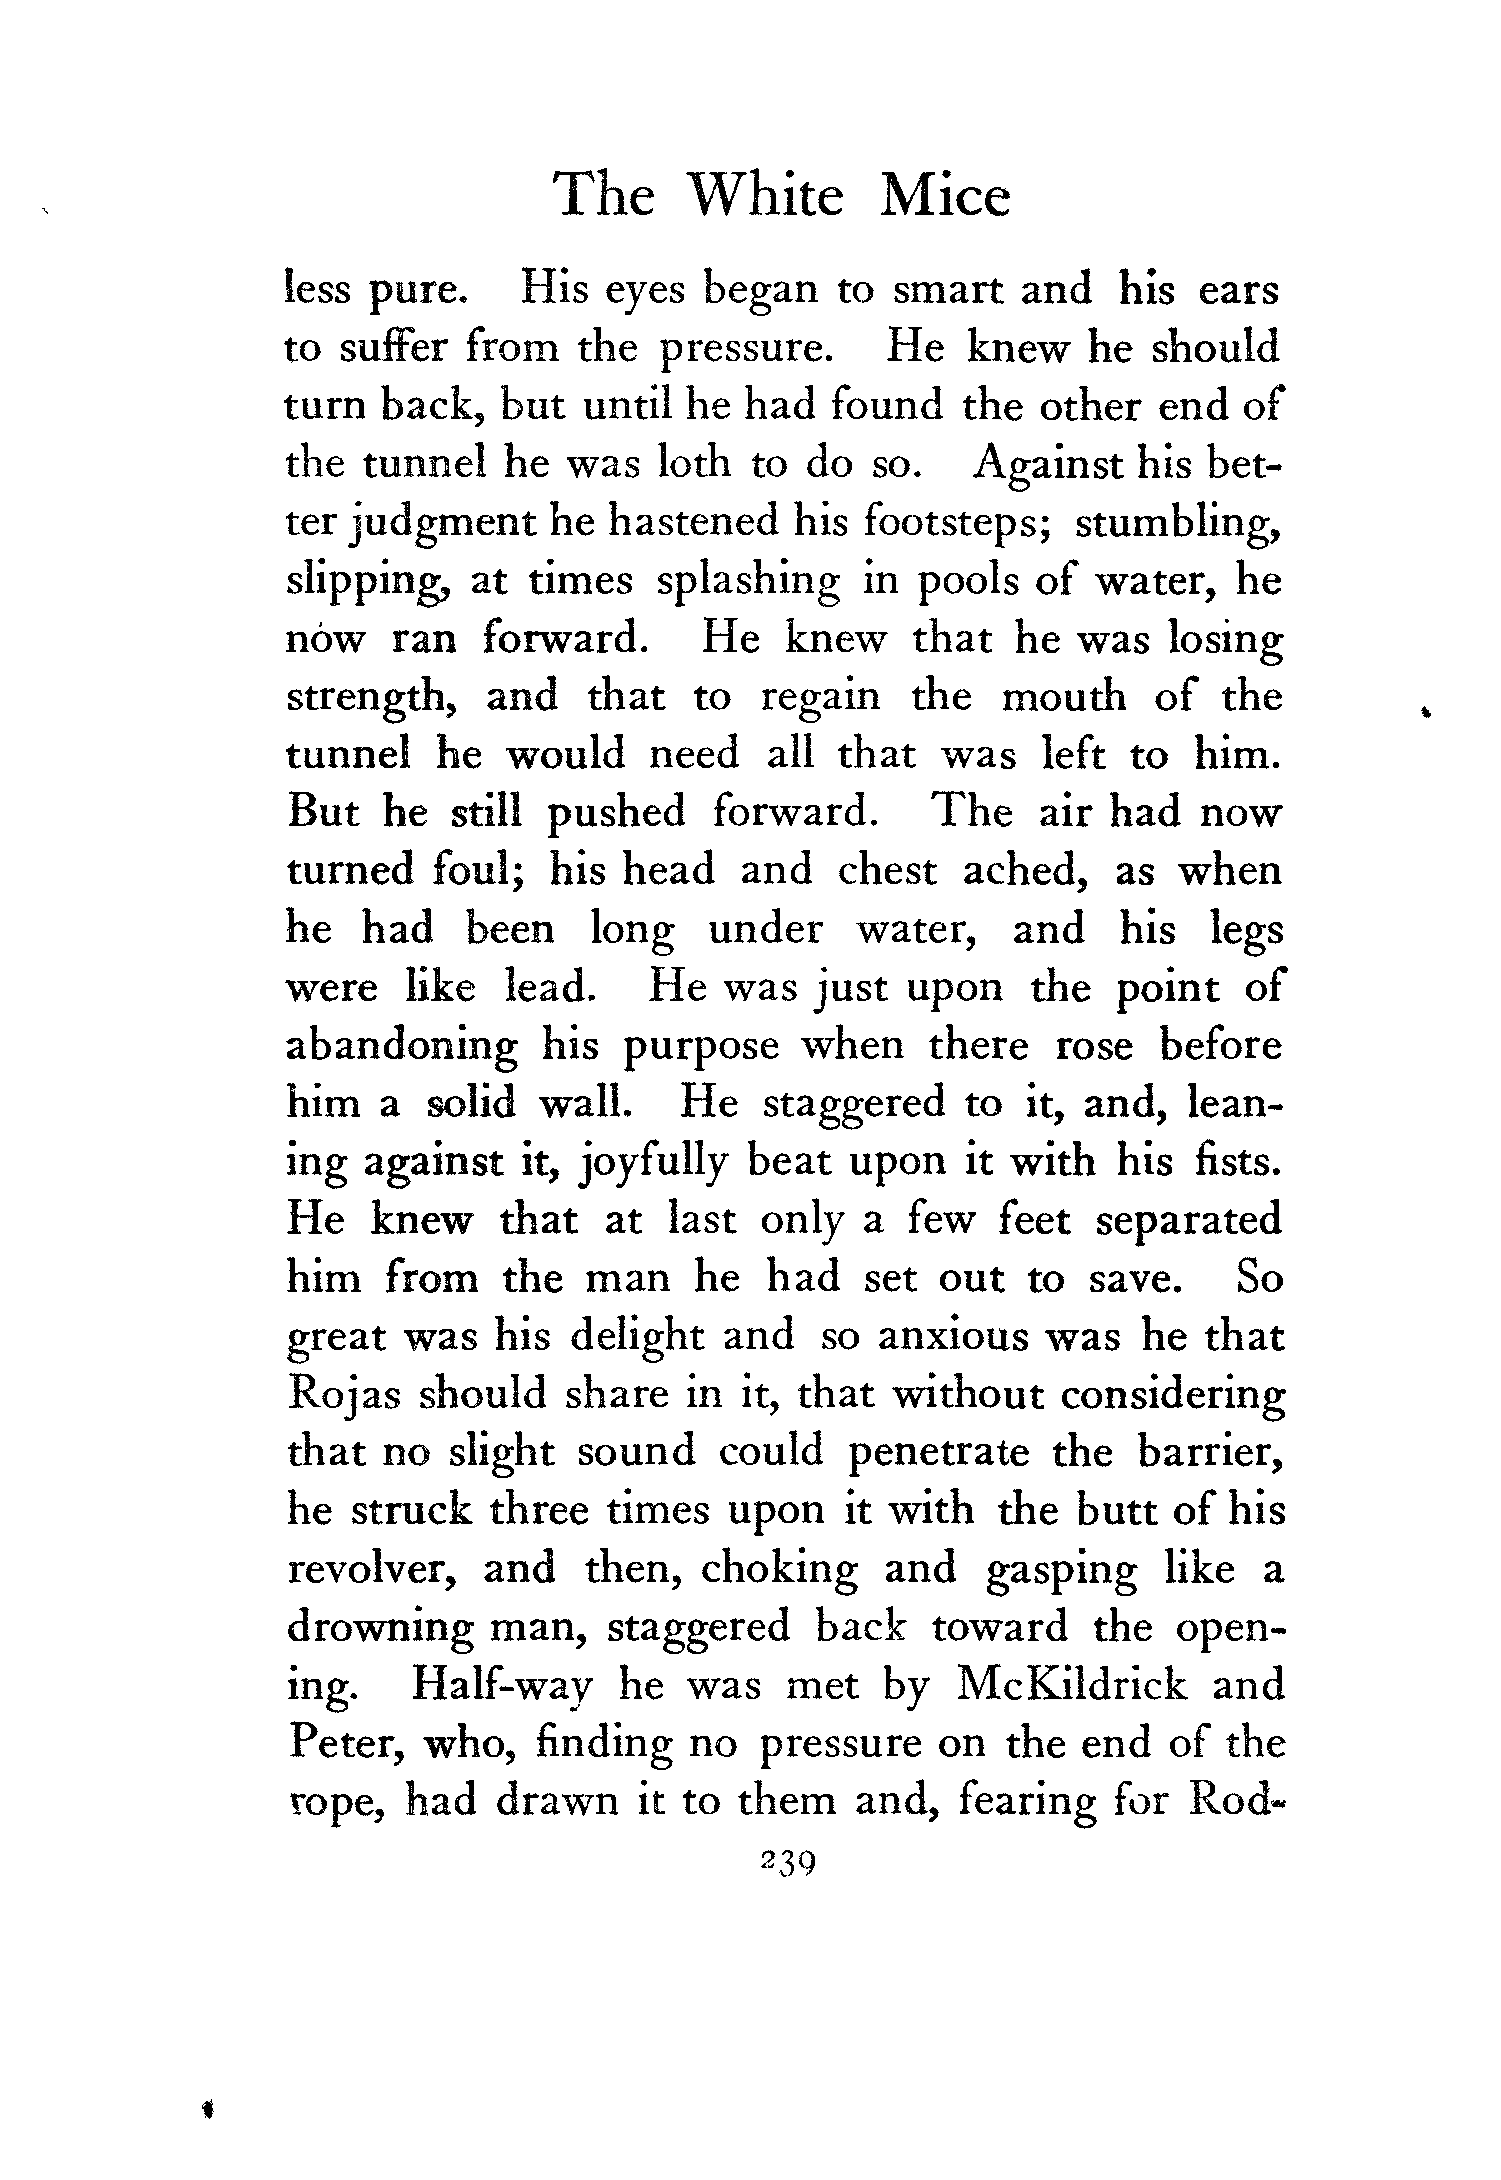 The White Mice
less pure. His eyes began to smart and his ears
to suffer from the pressure. He knew he should
turn back, but until he had found the other end of
the tunnel he was loth to do so. Against his bet-
ter judgment he hastened his footsteps; stumbling,
slipping, at times splashing in pools of water, he
now ran forward. He knew that he was losing
strength, and that to regain the mouth of the
tunnel he would need all that was left to him.
But he still pushed forward. The air had now
turned foul; his head and chest ached, as when
he had been long under water, and his legs
were like lead. He was just upon the point of
abandoning his purpose when there rose before
him a solid wall. He staggered to it, and, lean-
ing against it, joyfully beat upon it with his fists.
He knew that at last only a few feet separated
him from the man he had set out to save. So
great was his delight and so anxious was he that
Rojas should share in it, that without considering
that no slight sound could penetrate the barrier,
he struck three times upon it with the butt of his
revolver, and then, choking and gasping like a
drowning man, staggered back toward the open-
ing. Half-way he was met by McKildrick and
Peter, who, finding no pressure on the end of the
rope, had drawn it to them and, fearing for Rod-
239